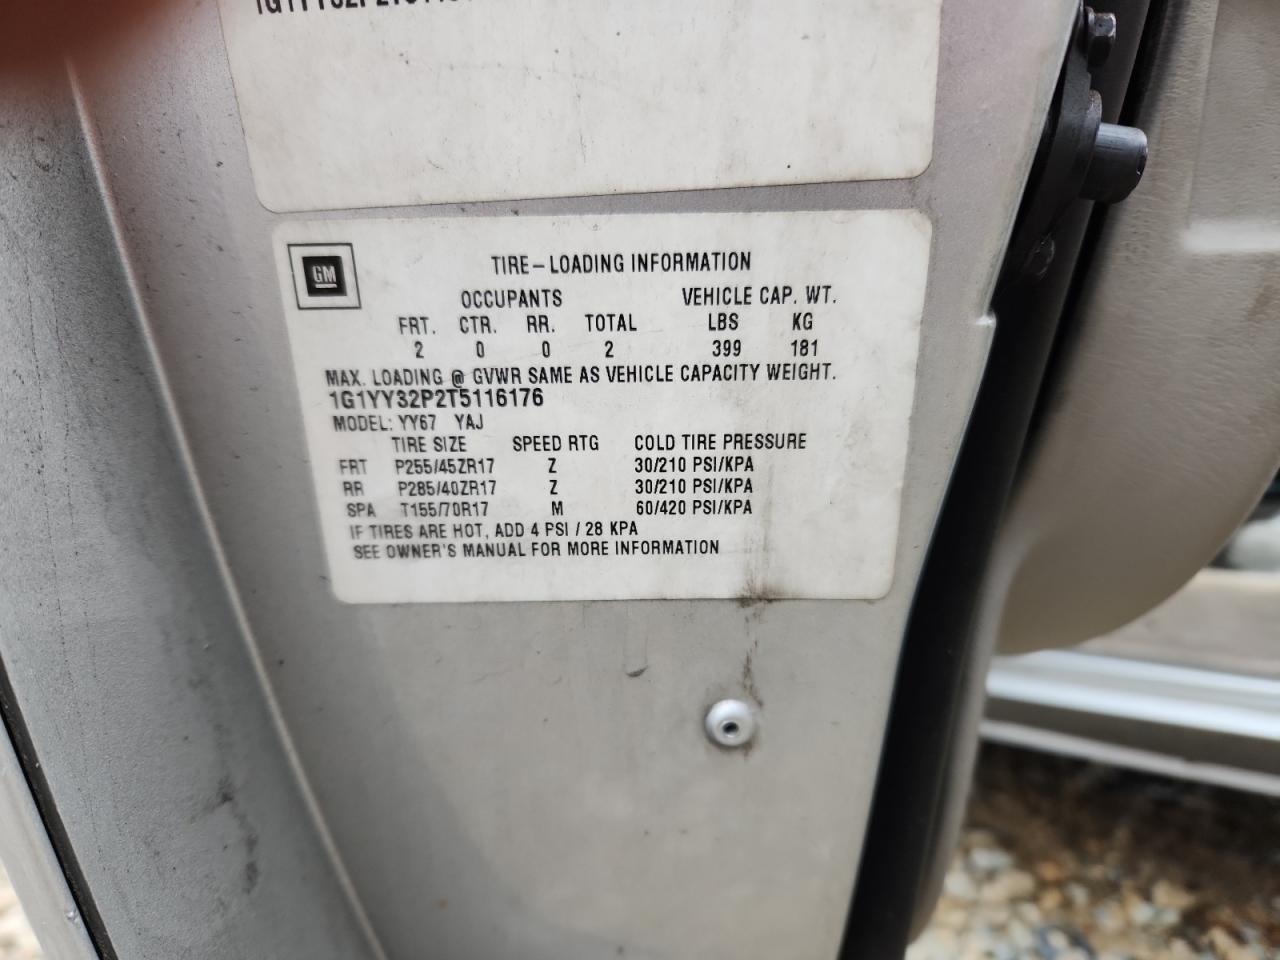 GM
TIRE-LOADING INFORMATION
OCCUPANTS VEHICLE CAP. WT.
FRT. CTR. RR. TOTAL LBS KG
2 0 0 2 399 181
MAX. LOADING @ GVWR SAME AS VEHICLE CAPACITY WEIGHT.
1G1YY32P2T5116176
MODEL: YY67 YAJ
TIRE SIZE SPEED RTG COLD TIRE PRESSURE
FRT P255/45ZR17 Z 30/210 PSI/KPA
RR P285/40ZR17 Z 30/210 PSI/KPA
SPA T155/70R17 M 60/420 PSI/KPA
IF TIRES ARE HOT, ADD 4 PSI / 28 KPA
SEE OWNER'S MANUAL FOR MORE INFORMATION